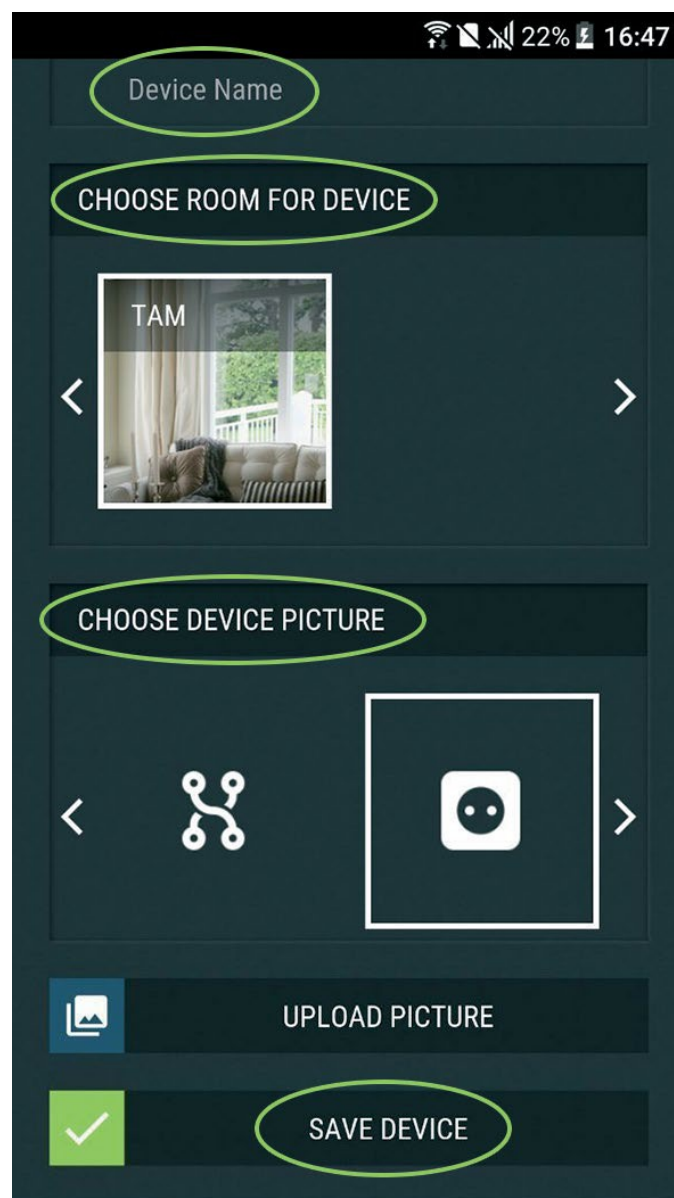 22% 16:47
Device Name
CHOOSE ROOM FOR DEVICE
TAM
CHOOSE DEVICE PICTURE
UPLOAD PICTURE
SAVE DEVICE